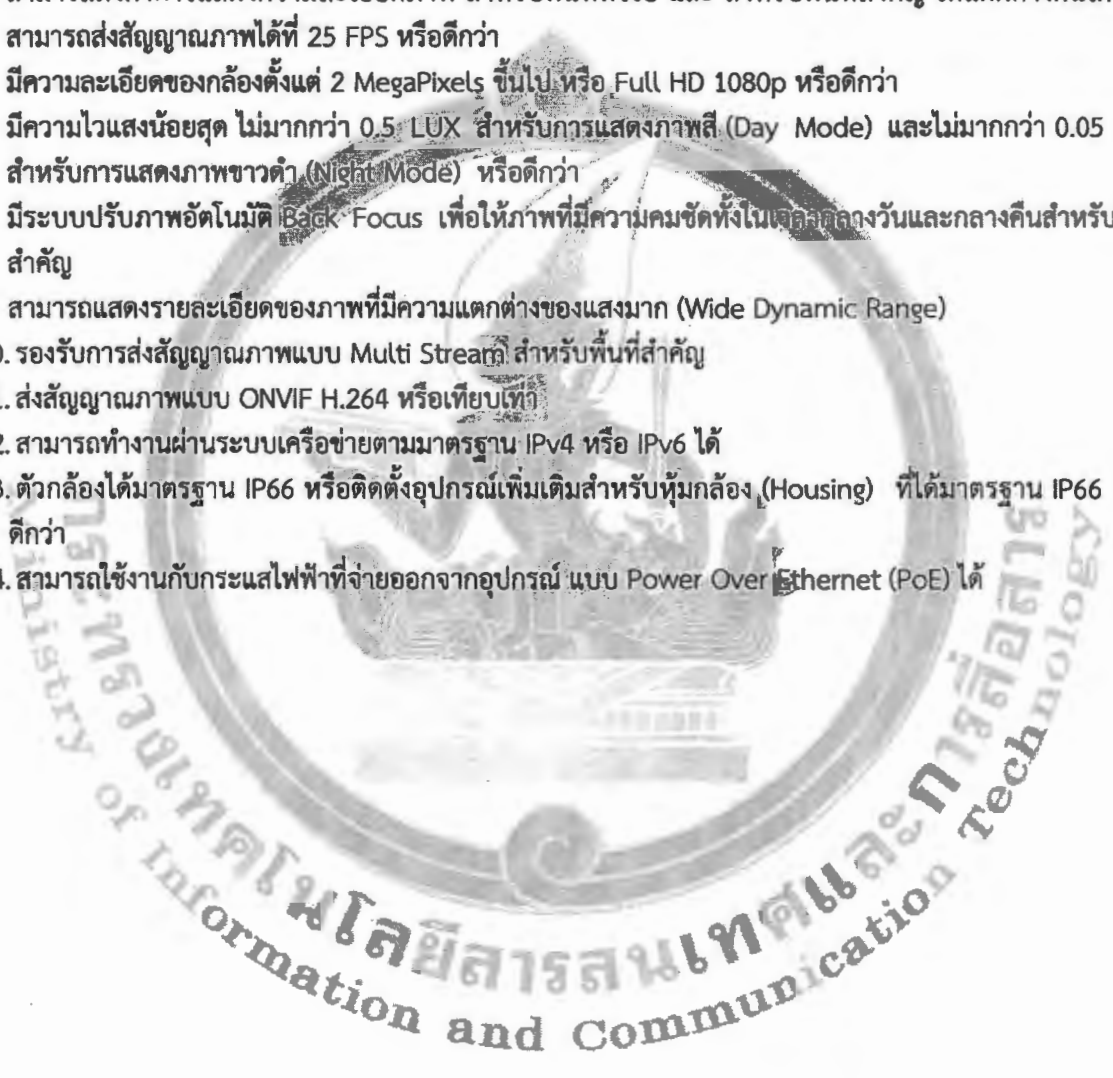 สามารถส่งสัญญาณภาพได้ที่ 25 FPS หรือดีกว่า
มีความละเอียดของกล้องตั้งแต่ 2 MegaPixels ขึ้นไป หรือ Full HD 1080p หรือดีกว่า
มีความไวแสงน้อยสุด ไม่มากกว่า 0.5 LUX สำหรับการแสดงภาพสี (Day Mode) และไม่มากกว่า 0.05
สำหรับการแสดงภาพขาวดำ (Night Mode) หรือดีกว่า
มีระบบปรับภาพอัตโนมัติ Back Focus เพื่อให้ภาพที่มีความคมชัดทั้งในเวลากลางวันและกลางคืนสำหรับ
สำคัญ
สามารถแสดงรายละเอียดของภาพที่มีความแตกต่างของแสงมาก (Wide Dynamic Range)
. รองรับการส่งสัญญาณภาพแบบ Multi Stream สำหรับพื้นที่สำคัญ
. ส่งสัญญาณภาพแบบ ONVIF H.264 หรือเทียบเท่า
2. สามารถทำงานผ่านระบบเครือข่ายตามมาตรฐาน IPv4 หรือ IPv6 ได้
3. ตัวกล้องได้มาตรฐาน IP66 หรือติดตั้งอุปกรณ์เพิ่มเติมสำหรับหุ้มกล้อง (Housing) ที่ได้มาตรฐาน IP66
ดีกว่า
4. สามารถใช้งานกับกระแสไฟฟ้าที่จ่ายออกจากอุปกรณ์ แบบ Power Over Ethernet (PoE) ได้
กระทรวงเทคโนโลยีสารสนเทศและการสื่อสาร
Ministry of Information and Communication Technology